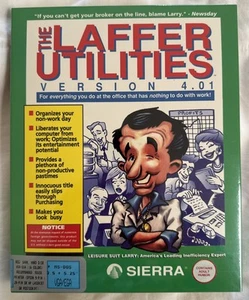 "If you can't get your broker on the line, blame Larry." - Newsday
THE
LAFFER
UTILITIES
VERSION 4.01
For everything you do at the office that has nothing to do with work!
Organizes your
non-work day
Liberates your
computer from
work; Optimizes
its entertainment
potential
Provides a
plethora of
non-productive
pastimes
Innocuous title
easily slips
through
Purchasing
Makes you
look busy
NOTICE
LEISURE SUIT LARRY: America's Leading Inefficiency Expert
SIERRA